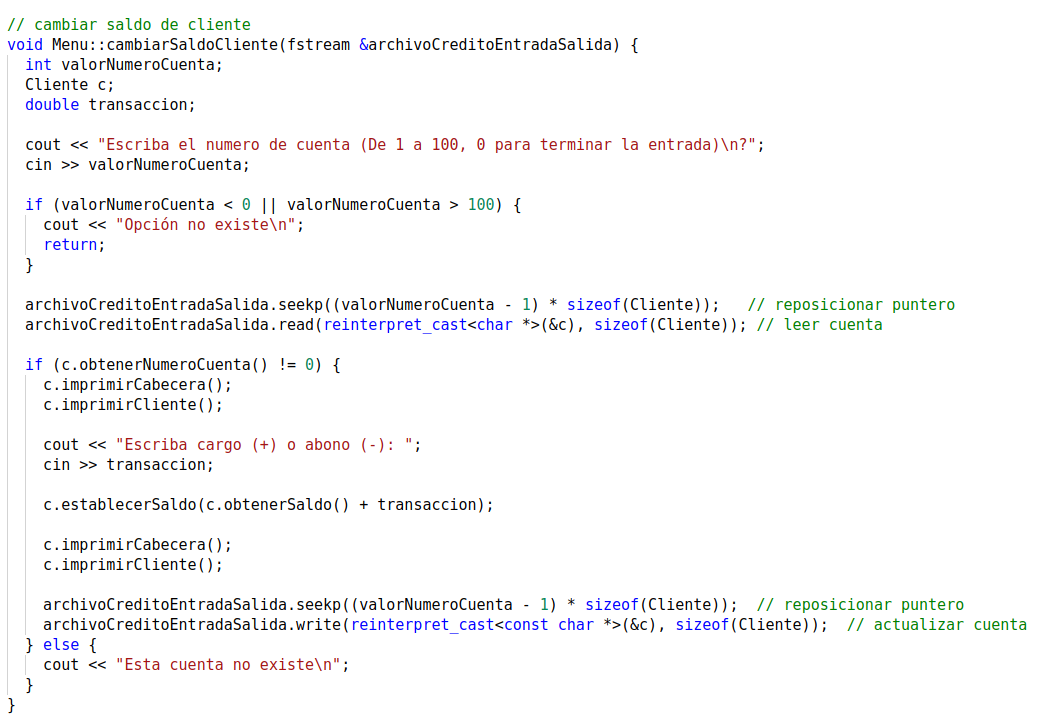 // cambiar saldo de cliente
void Menu::cambiarSaldoCliente(fstream &archivoCreditoEntradaSalida) {
  int valorNumeroCuenta;
  Cliente c;
  double transaccion;

  cout << "Escriba el numero de cuenta (De 1 a 100, 0 para terminar la entrada)\n?";
  cin >> valorNumeroCuenta;

  if (valorNumeroCuenta < 0 || valorNumeroCuenta > 100) {
    cout << "Opción no existe\n";
    return;
  }

  archivoCreditoEntradaSalida.seekp((valorNumeroCuenta - 1) * sizeof(Cliente));   // reposicionar puntero
  archivoCreditoEntradaSalida.read(reinterpret_cast<char *>(&c), sizeof(Cliente)); // leer cuenta

  if (c.obtenerNumeroCuenta() != 0) {
    c.imprimirCabecera();
    c.imprimirCliente();

    cout << "Escriba cargo (+) o abono (-): ";
    cin >> transaccion;

    c.establecerSaldo(c.obtenerSaldo() + transaccion);

    c.imprimirCabecera();
    c.imprimirCliente();

    archivoCreditoEntradaSalida.seekp((valorNumeroCuenta - 1) * sizeof(Cliente));  // reposicionar puntero
    archivoCreditoEntradaSalida.write(reinterpret_cast<const char *>(&c), sizeof(Cliente));  // actualizar cuenta
  } else {
    cout << "Esta cuenta no existe\n";
  }
}